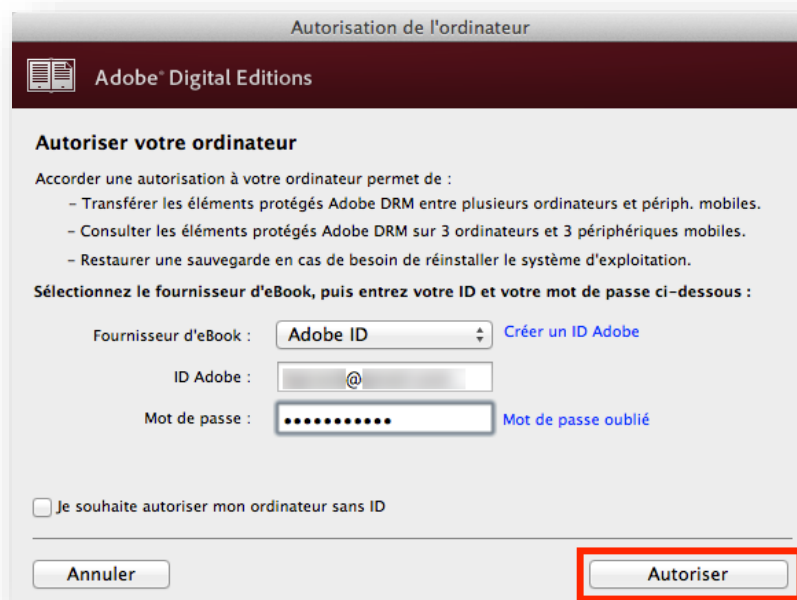 Autorisation de l'ordinateur
Adobe® Digital Editions
Autoriser votre ordinateur
Accorder une autorisation à votre ordinateur permet de :
– Transférer les éléments protégés Adobe DRM entre plusieurs ordinateurs et périph. mobiles.
– Consulter les éléments protégés Adobe DRM sur 3 ordinateurs et 3 périphériques mobiles.
– Restaurer une sauvegarde en cas de besoin de réinstaller le système d'exploitation.
Sélectionnez le fournisseur d'eBook, puis entrez votre ID et votre mot de passe ci-dessous :
Fournisseur d'eBook : Adobe ID Créer un ID Adobe
ID Adobe : @
Mot de passe : ••••••••••• Mot de passe oublié
Je souhaite autoriser mon ordinateur sans ID
Annuler Autoriser